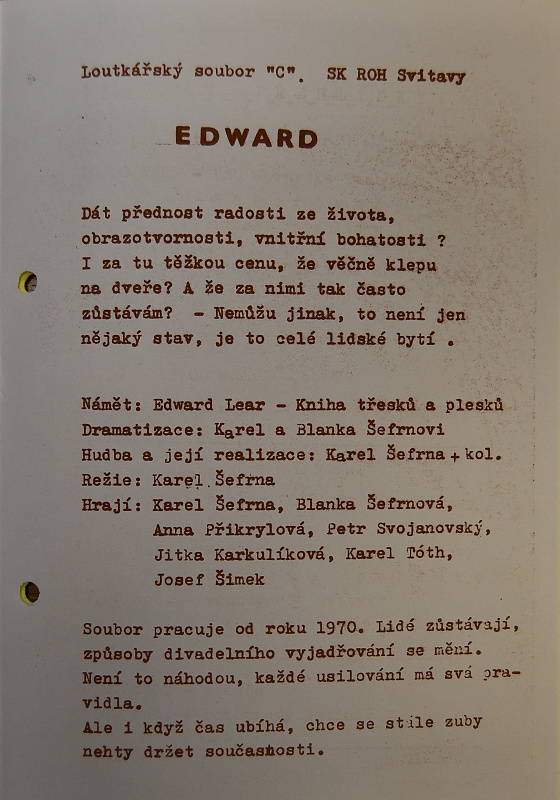 Loutkářský soubor "C". SK ROH Svitavy
EDWARD
Dát přednost radosti ze života,
obrazotvornosti, vnitřní bohatosti ?
I za tu těžkou cenu, že věčně klepu
na dveře? A že za nimi tak často
zůstávám? - Nemůžu jinak, to není jen
nějaký stav, je to celé lidské bytí .
Námět: Edward Lear - Kniha třesků a plesků
Dramatizace: Karel a Blanka Šefrnovi
Hudba a její realizace: Karel Šefrna + kol.
Režie: Karel Šefrna
Hrají: Karel Šefrna, Blanka Šefrnová,
Anna Přikrylová, Petr Svojanovský,
Jitka Karkulíková, Karel Tóth,
Josef Šimek
Soubor pracuje od roku 1970. Lidé zůstávají,
způsoby divadelního vyjadřování se mění.
Není to náhodou, každé usilování má svá pra-
vidla.
Ale i když čas ubíhá, chce se stále zuby
nehty držet současnosti.